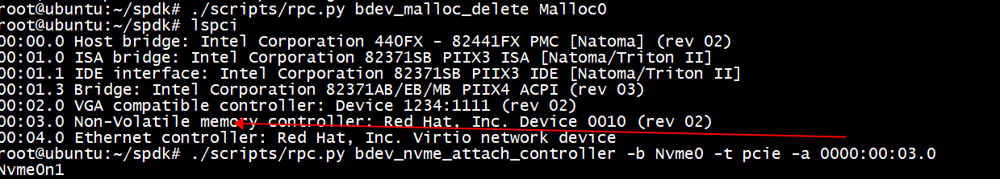 root@ubuntu:~/spdk# ./scripts/rpc.py bdev_malloc_delete Malloc0
root@ubuntu:~/spdk# lspci
00:00.0 Host bridge: Intel Corporation 440FX - 82441FX PMC [Natoma] (rev 02)
00:01.0 ISA bridge: Intel Corporation 82371SB PIIX3 ISA [Natoma/Triton II]
00:01.1 IDE interface: Intel Corporation 82371SB PIIX3 IDE [Natoma/Triton II]
00:01.3 Bridge: Intel Corporation 82371AB/EB/MB PIIX4 ACPI (rev 03)
00:02.0 VGA compatible controller: Device 1234:1111 (rev 02)
00:03.0 Non-Volatile memory controller: Red Hat, Inc. Device 0010 (rev 02)
00:04.0 Ethernet controller: Red Hat, Inc. Virtio network device
root@ubuntu:~/spdk# ./scripts/rpc.py bdev_nvme_attach_controller -b Nvme0 -t pcie -a 0000:00:03.0
Nvme0n1